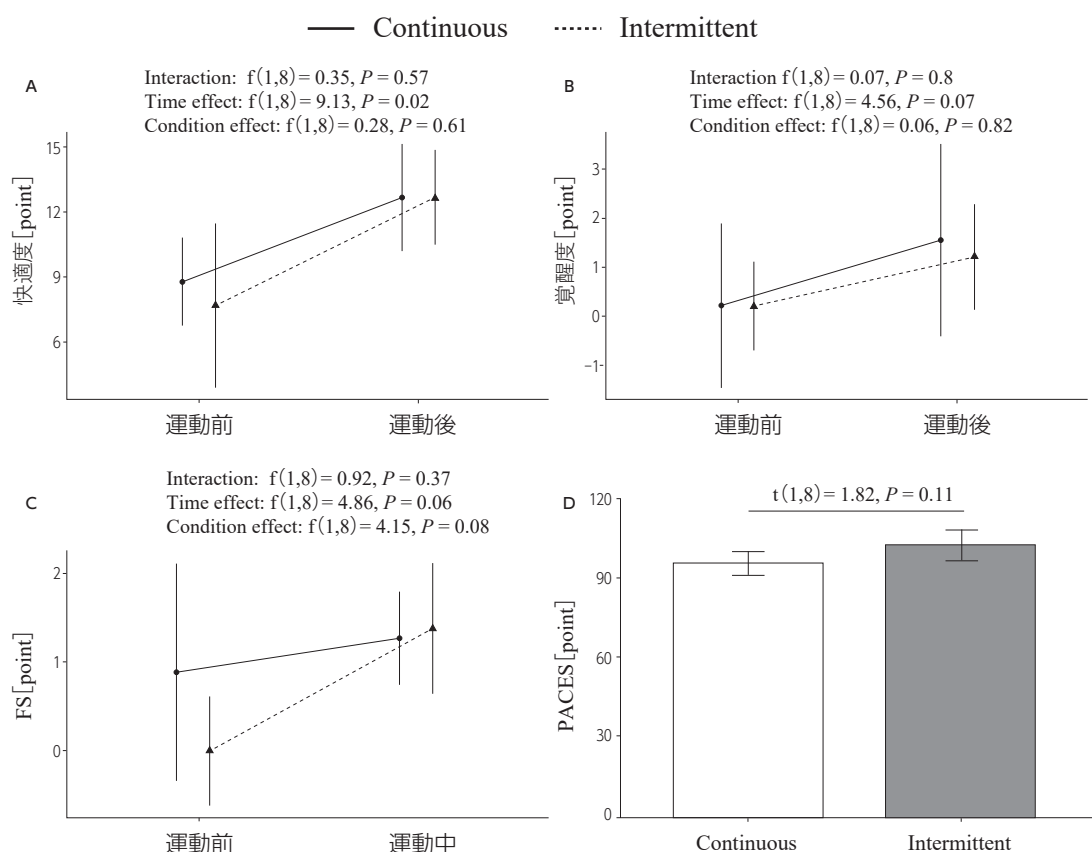 Continuous Intermittent
A
Interaction: f(1,8)=0.35, P = 0.57
Time effect: f(1,8)=9.13, P = 0.02
Condition effect: f(1,8)=0.28, P = 0.61
快適度[point]
15
12
9
6
運動前 運動後
B
Interaction f(1,8)=0.07, P = 0.8
Time effect: f(1,8)=4.56, P = 0.07
Condition effect: f(1,8)=0.06, P = 0.82
覚醒度[point]
3
2
1
0
−1
運動前 運動後
C
Interaction: f(1,8)=0.92, P = 0.37
Time effect: f(1,8)=4.86, P = 0.06
Condition effect: f(1,8)=4.15, P = 0.08
FS[point]
2
1
0
運動前 運動中
D
t(1,8)=1.82, P = 0.11
PACES[point]
120
90
60
30
0
Continuous Intermittent